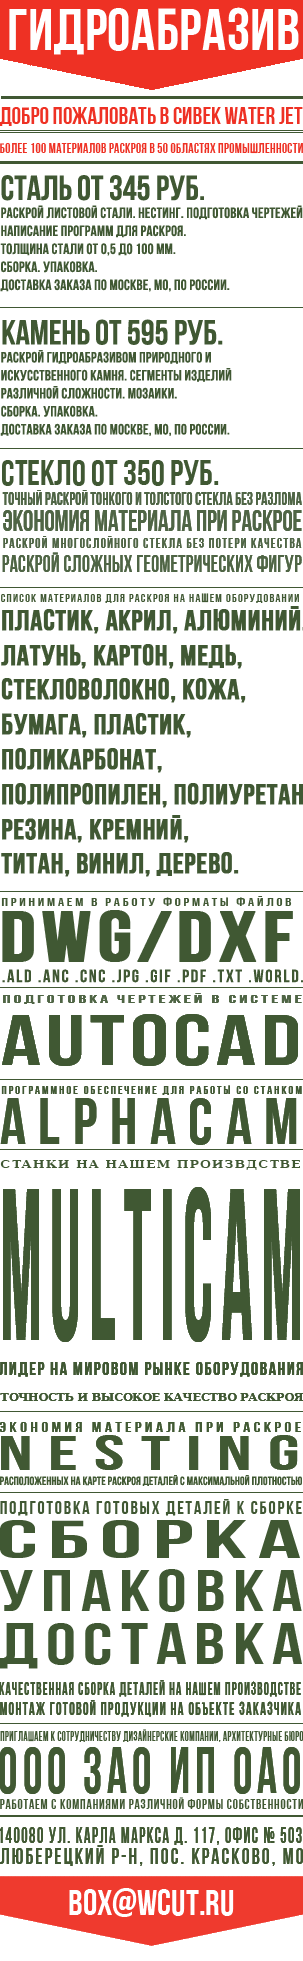 ГИДРОАБРАЗИВ
ДОБРО ПОЖАЛОВАТЬ В СИВЕК WATER JET
БОЛЕЕ 100 МАТЕРИАЛОВ РАСКРОЯ В 50 ОБЛАСТЯХ ПРОМЫШЛЕННОСТИ
СТАЛЬ ОТ 345 РУБ.
РАСКРОЙ ЛИСТОВОЙ СТАЛИ. НЕСТИНГ. ПОДГОТОВКА ЧЕРТЕЖЕЙ
НАПИСАНИЕ ПРОГРАММ ДЛЯ РАСКРОЯ.
ТОЛЩИНА СТАЛИ ОТ 0,5 ДО 100 ММ.
СБОРКА. УПАКОВКА.
ДОСТАВКА ЗАКАЗА ПО МОСКВЕ, МО, ПО РОССИИ.
КАМЕНЬ ОТ 595 РУБ.
РАСКРОЙ ГИДРОАБРАЗИВОМ ПРИРОДНОГО И
ИСКУССТВЕННОГО КАМНЯ. СЕГМЕНТЫ ИЗДЕЛИЙ
РАЗЛИЧНОЙ СЛОЖНОСТИ. МОЗАИКИ.
СБОРКА. УПАКОВКА.
ДОСТАВКА ЗАКАЗА ПО МОСКВЕ, МО, ПО РОССИИ.
СТЕКЛО ОТ 350 РУБ.
ТОЧНЫЙ РАСКРОЙ ТОНКОГО И ТОЛСТОГО СТЕКЛА БЕЗ РАЗЛОМА
ЭКОНОМИЯ МАТЕРИАЛА ПРИ РАСКРОЕ
РАСКРОЙ МНОГОСЛОЙНОГО СТЕКЛА БЕЗ ПОТЕРИ КАЧЕСТВА
РАСКРОЙ СЛОЖНЫХ ГЕОМЕТРИЧЕСКИХ ФИГУР
СПИСОК МАТЕРИАЛОВ ДЛЯ РАСКРОЯ НА НАШЕМ ОБОРУДОВАНИИ
ПЛАСТИК, АКРИЛ, АЛЮМИНИЙ,
ЛАТУНЬ, КАРТОН, МЕДЬ,
СТЕКЛОВОЛОКНО, КОЖА,
БУМАГА, ПЛАСТИК,
ПОЛИКАРБОНАТ,
ПОЛИПРОПИЛЕН, ПОЛИУРЕТАН
РЕЗИНА, КРЕМНИЙ,
ТИТАН, ВИНИЛ, ДЕРЕВО.
ПРИНИМАЕМ В РАБОТУ ФОРМАТЫ ФАЙЛОВ
DWG/DXF
.ALD .ANC .CNC .JPG .GIF .PDF .TXT .WORLD.
ПОДГОТОВКА ЧЕРТЕЖЕЙ В СИСТЕМЕ
AUTOCAD
ПРОГРАММНОЕ ОБЕСПЕЧЕНИЕ ДЛЯ РАБОТЫ СО СТАНКОМ
ALPHACAM
СТАНКИ НА НАШЕМ ПРОИЗВДСТВЕ
MULTICAM
ЛИДЕР НА МИРОВОМ РЫНКЕ ОБОРУДОВАНИЯ
ТОЧНОСТЬ И ВЫСОКОЕ КАЧЕСТВО РАСКРОЯ
ЭКОНОМИЯ МАТЕРИАЛА ПРИ РАСКРОЕ
NESTING
РАСПОЛОЖЕННЫХ НА КАРТЕ РАСКРОЯ ДЕТАЛЕЙ С МАКСИМАЛЬНОЙ ПЛОТНОСТЬЮ
ПОДГОТОВКА ГОТОВЫХ ДЕТАЛЕЙ К СБОРКЕ
СБОРКА
УПАКОВКА
ДОСТАВКА
КАЧЕСТВЕННАЯ СБОРКА ДЕТАЛЕЙ НА НАШЕМ ПРОИЗВОДСТВЕ
МОНТАЖ ГОТОВОЙ ПРОДУКЦИИ НА ОБЪЕКТЕ ЗАКАЗЧИКА
ПРИГЛАШАЕМ К СОТРУДНИЧЕСТВУ ДИЗАЙНЕРСКИЕ КОМПАНИИ, АРХИТЕКТУРНЫЕ БЮРО
ООО ЗАО ИП ОАО
РАБОТАЕМ С КОМПАНИЯМИ РАЗЛИЧНОЙ ФОРМЫ СОБСТВЕННОСТИ
140080 УЛ. КАРЛА МАРКСА Д. 117, ОФИС № 503
ЛЮБЕРЕЦКИЙ Р-Н, ПОС. КРАСКОВО, МО
BOX@WCUT.RU